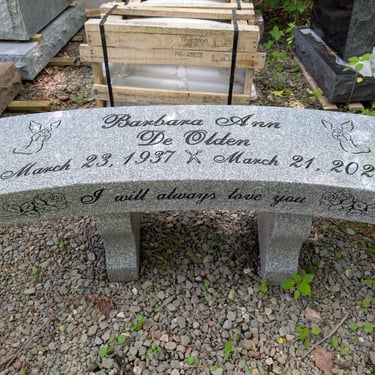 Barbara Ann
De Olden
March 23, 1937 March 21, 202
I will always love you